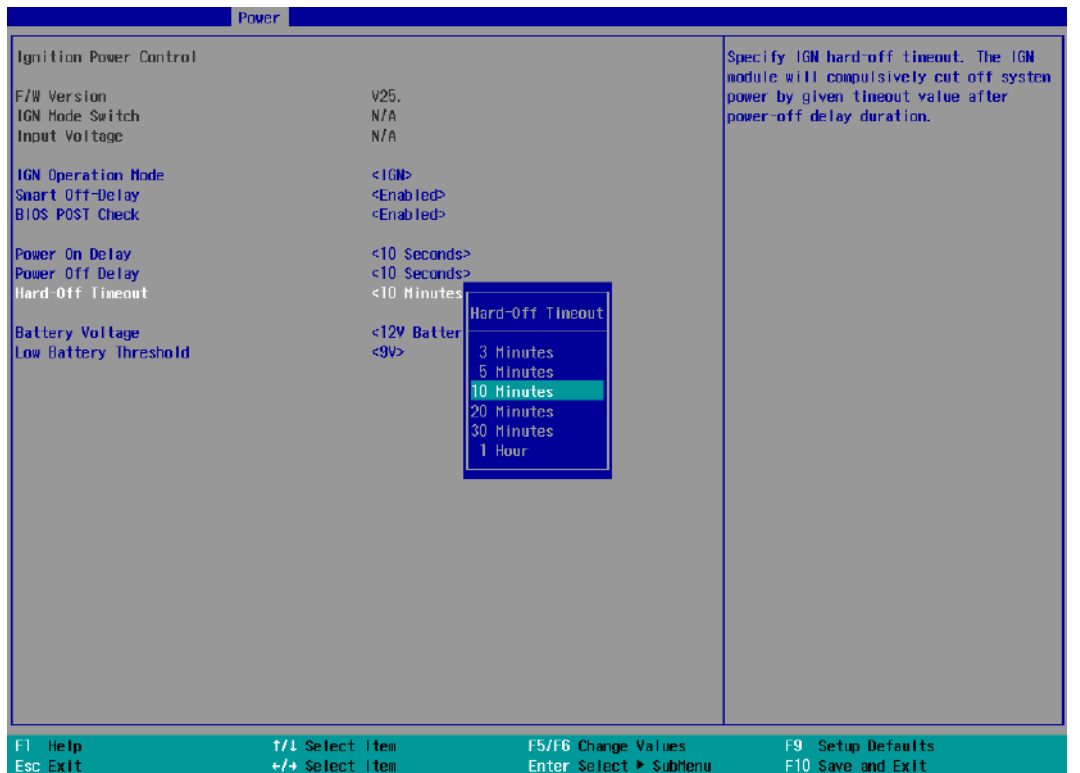 Power
Ignition Power Control
F/W Version V25.
IGN Mode Switch N/A
Input Voltage N/A
IGN Operation Mode <IGN>
Smart Off-Delay <Enabled>
BIOS POST Check <Enabled>
Power On Delay <10 Seconds>
Power Off Delay <10 Seconds>
Hard-Off Timeout <10 Minutes
Battery Voltage <12V Batter
Low Battery Threshold <9V>
Hard-Off Timeout
3 Minutes
5 Minutes
10 Minutes
20 Minutes
30 Minutes
1 Hour
Specify IGN hard-off timeout. The IGN
module will compulsively cut off system
power by given timeout value after
power-off delay duration.
F1 Help ↑/↓ Select Item F5/F6 Change Values F9 Setup Defaults
Esc Exit ←/→ Select Item Enter Select ▶ SubMenu F10 Save and Exit